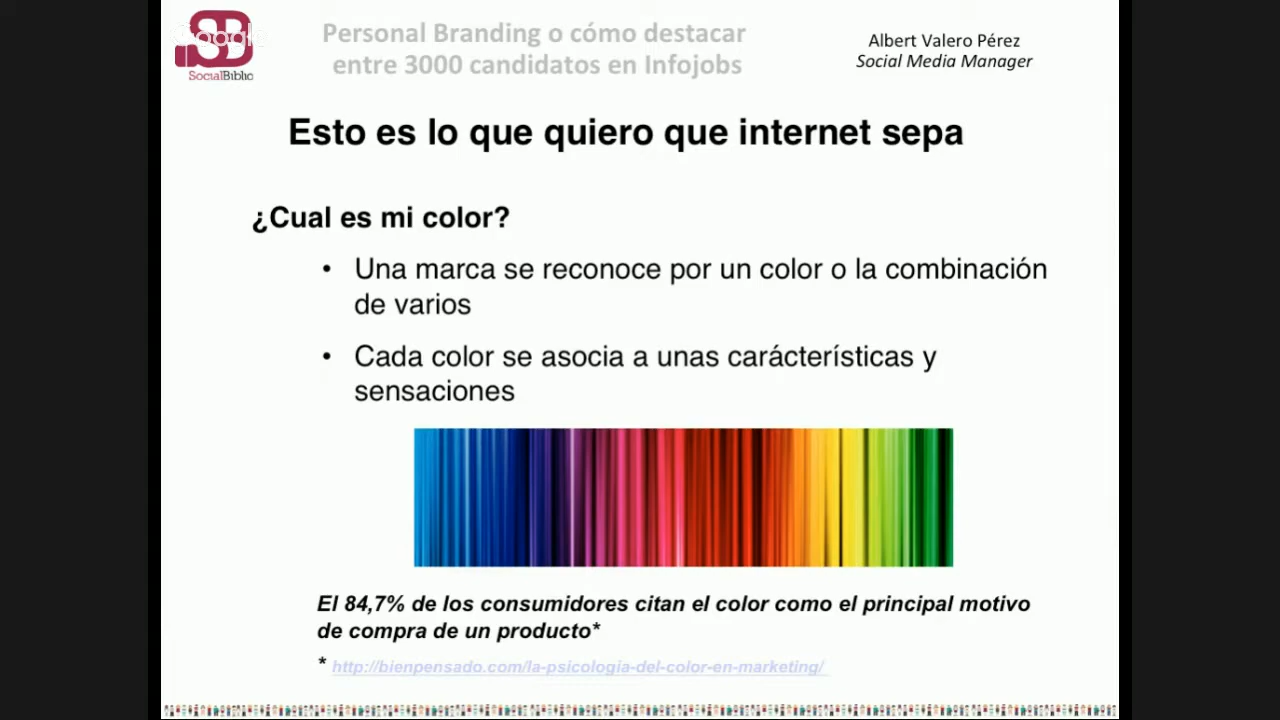 SB
Google
SocialBiblio
Personal Branding o cómo destacar
entre 3000 candidatos en Infojobs
Albert Valero Pérez
Social Media Manager
Esto es lo que quiero que internet sepa
¿Cual es mi color?
• Una marca se reconoce por un color o la combinación
de varios
• Cada color se asocia a unas carácterísticas y
sensaciones
El 84,7% de los consumidores citan el color como el principal motivo
de compra de un producto*
* http://bienpensado.com/la-psicologia-del-color-en-marketing/